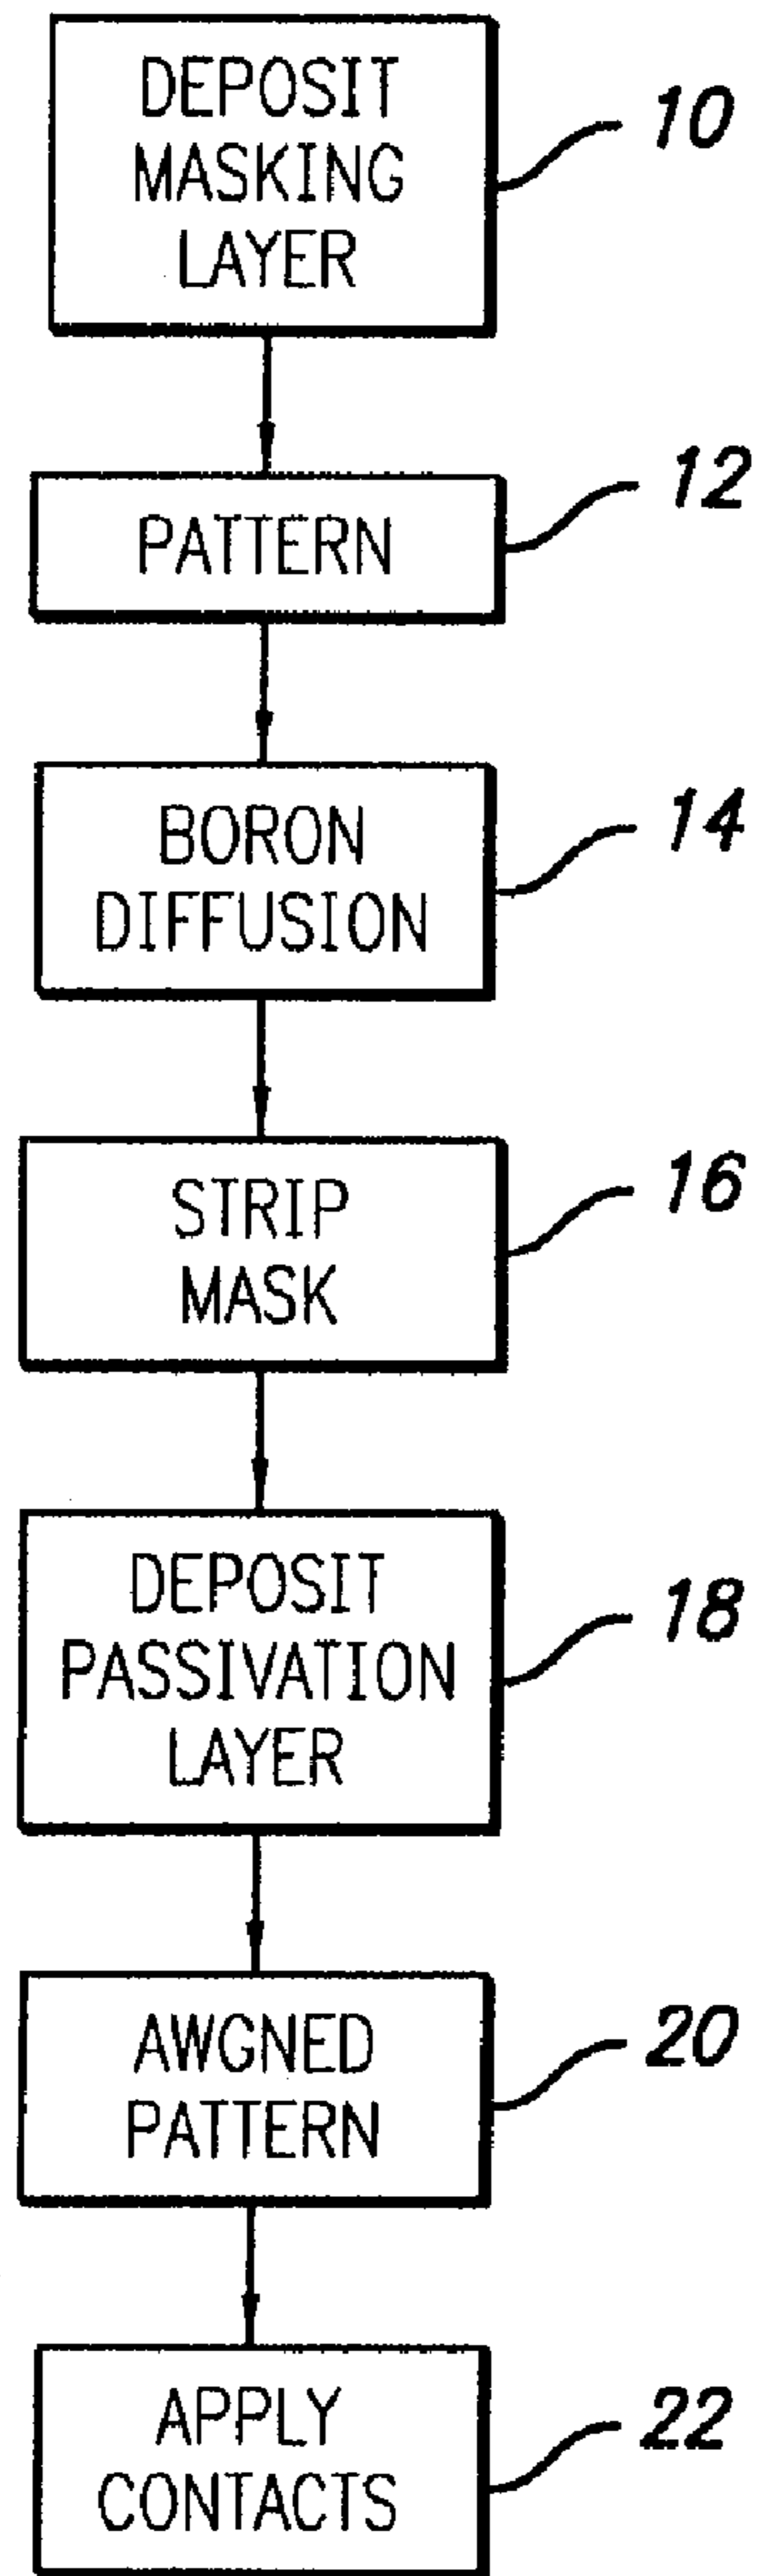 DEPOSIT
MASKING
LAYER
10
PATTERN
12
BORON
DIFFUSION
14
STRIP
MASK
16
DEPOSIT
PASSIVATION
LAYER
18
AWGNED
PATTERN
20
APPLY
CONTACTS
22